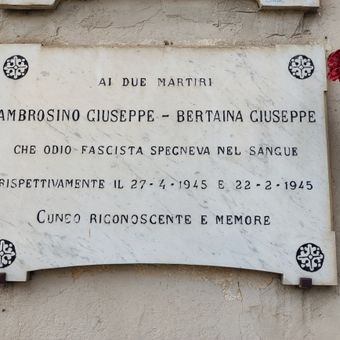 AI DUE MARTIRI
AMBROSINO GIUSEPPE - BERTAINA GIUSEPPE
CHE ODIO FASCISTA SPEGNEVA NEL SANGUE
RISPETTIVAMENTE IL 27-4-1945 E 22-2-1945
CUNEO RICONOSCENTE E MEMORE